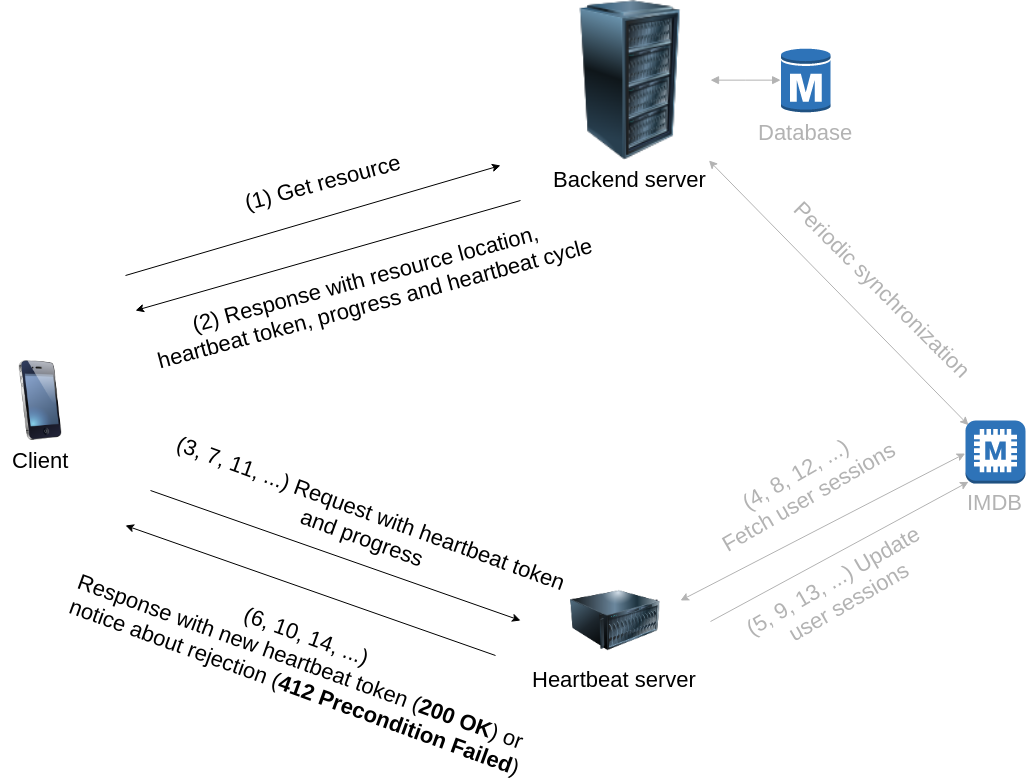 Backend server
M
Database
(1) Get resource
(2) Response with resource location,
heartbeat token, progress and heartbeat cycle
Periodic synchronization
Client
M
IMDB
(3, 7, 11, ...) Request with heartbeat token
and progress
(4, 8, 12, ...)
Fetch user sessions
(5, 9, 13, ...) Update
user sessions
Heartbeat server
(6, 10, 14, ...)
Response with new heartbeat token (200 OK) or
notice about rejection (412 Precondition Failed)